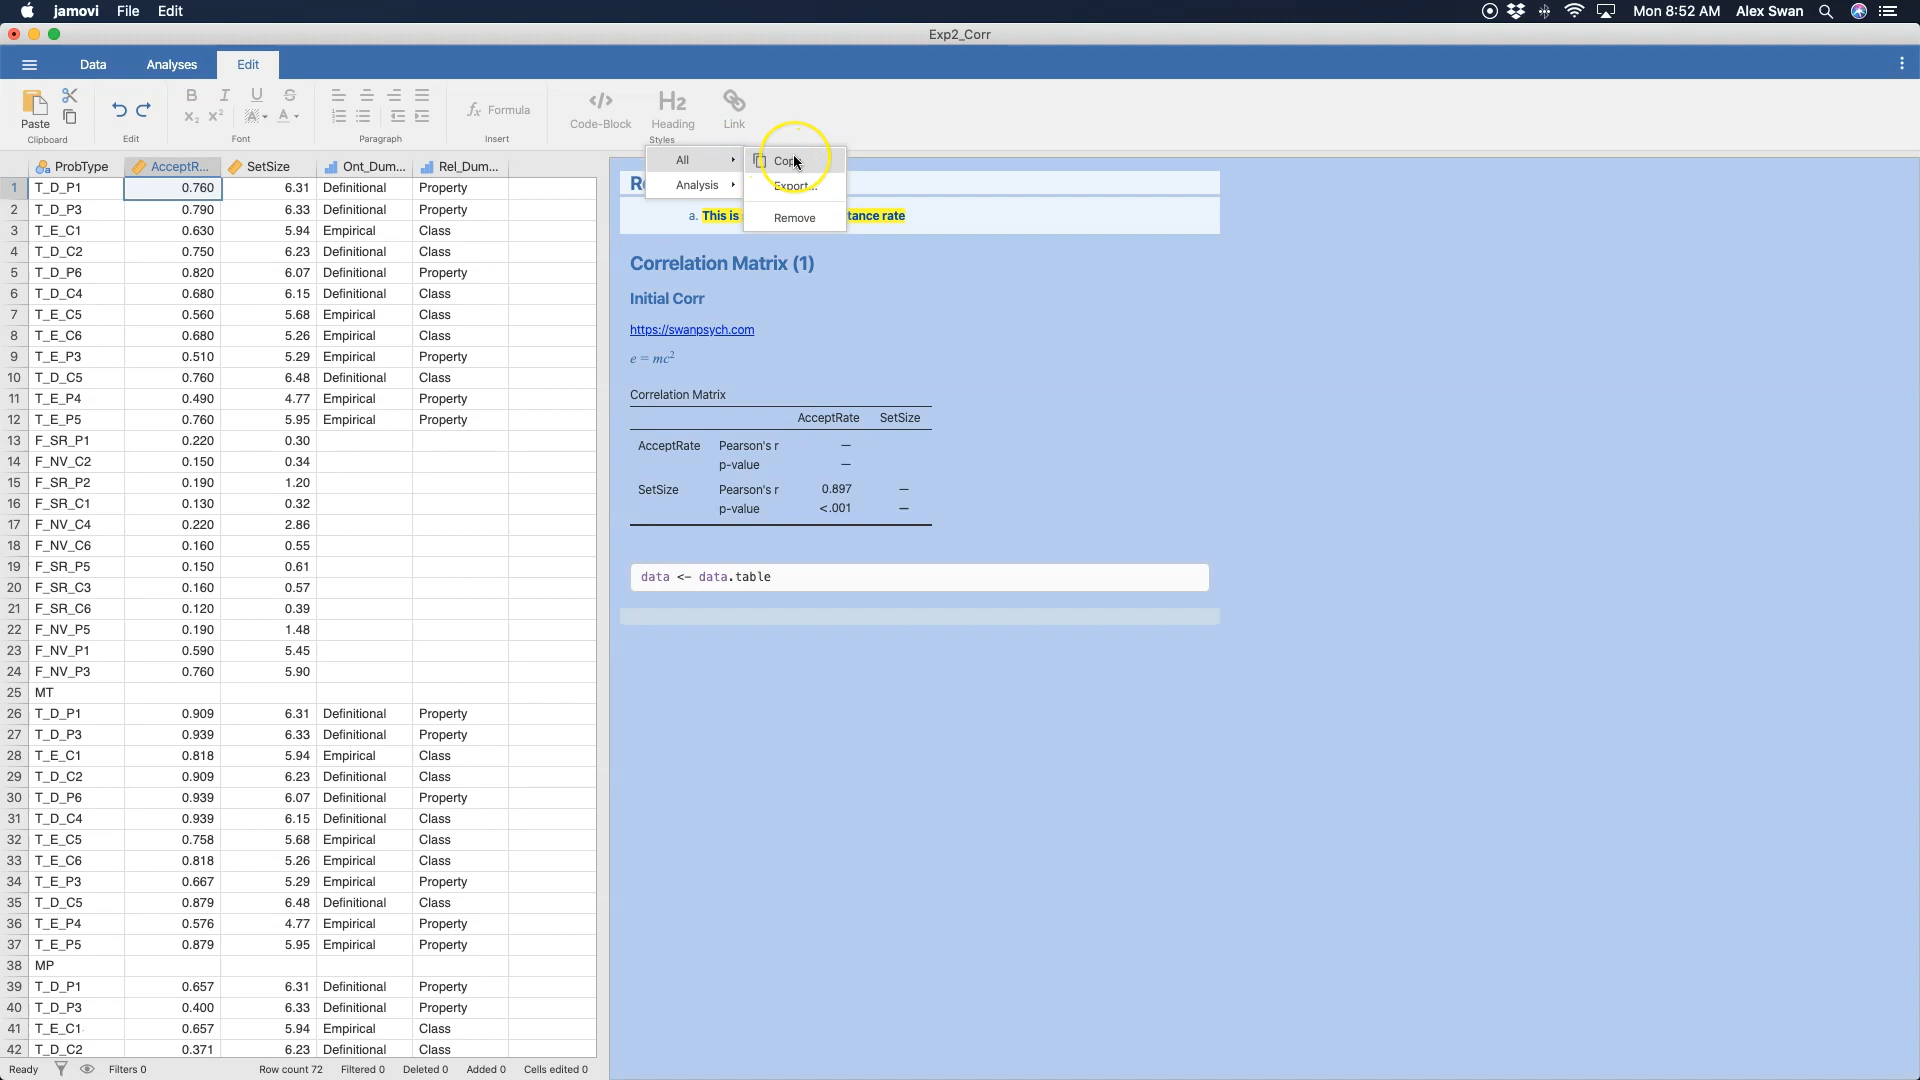 jamovi File Edit Mon 8:52 AM Alex Swan
Exp2_Corr
Data Analyses Edit
Paste
Clipboard
Edit
B I U S
X₂ X² A
Font
Paragraph
fx Formula
Insert
</> Code-Block
H2 Heading
Link
Styles
ProbType AcceptR... SetSize Ont_Dum... Rel_Dum...
1 T_D_P1 0.760 6.31 Definitional Property
2 T_D_P3 0.790 6.33 Definitional Property
3 T_E_C1 0.630 5.94 Empirical Class
4 T_D_C2 0.750 6.23 Definitional Class
5 T_D_P6 0.820 6.07 Definitional Property
6 T_D_C4 0.680 6.15 Definitional Class
7 T_E_C5 0.560 5.68 Empirical Class
8 T_E_C6 0.680 5.26 Empirical Class
9 T_E_P3 0.510 5.29 Empirical Property
10 T_D_C5 0.760 6.48 Definitional Class
11 T_E_P4 0.490 4.77 Empirical Property
12 T_E_P5 0.760 5.95 Empirical Property
13 F_SR_P1 0.220 0.30
14 F_NV_C2 0.150 0.34
15 F_SR_P2 0.190 1.20
16 F_SR_C1 0.130 0.32
17 F_NV_C4 0.220 2.86
18 F_NV_C6 0.160 0.55
19 F_SR_P5 0.150 0.61
20 F_SR_C3 0.160 0.57
21 F_SR_C6 0.120 0.39
22 F_NV_P5 0.190 1.48
23 F_NV_P1 0.590 5.45
24 F_NV_P3 0.760 5.90
25 MT
26 T_D_P1 0.909 6.31 Definitional Property
27 T_D_P3 0.939 6.33 Definitional Property
28 T_E_C1 0.818 5.94 Empirical Class
29 T_D_C2 0.909 6.23 Definitional Class
30 T_D_P6 0.939 6.07 Definitional Property
31 T_D_C4 0.939 6.15 Definitional Class
32 T_E_C5 0.758 5.68 Empirical Class
33 T_E_C6 0.818 5.26 Empirical Class
34 T_E_P3 0.667 5.29 Empirical Property
35 T_D_C5 0.879 6.48 Definitional Class
36 T_E_P4 0.576 4.77 Empirical Property
37 T_E_P5 0.879 5.95 Empirical Property
38 MP
39 T_D_P1 0.657 6.31 Definitional Property
40 T_D_P3 0.400 6.33 Definitional Property
41 T_E_C1 0.657 5.94 Empirical Class
42 T_D_C2 0.371 6.23 Definitional Class
Ready Filters 0 Row count 72 Filtered 0 Deleted 0 Added 0 Cells edited 0
All
Analysis
Copy
Export...
Remove
a. This is tance rate
Correlation Matrix (1)
Initial Corr
https://swanpsych.com
e = mc²
Correlation Matrix
AcceptRate SetSize
AcceptRate Pearson's r —
p-value —
SetSize Pearson's r 0.897 —
p-value <.001 —
data <- data.table